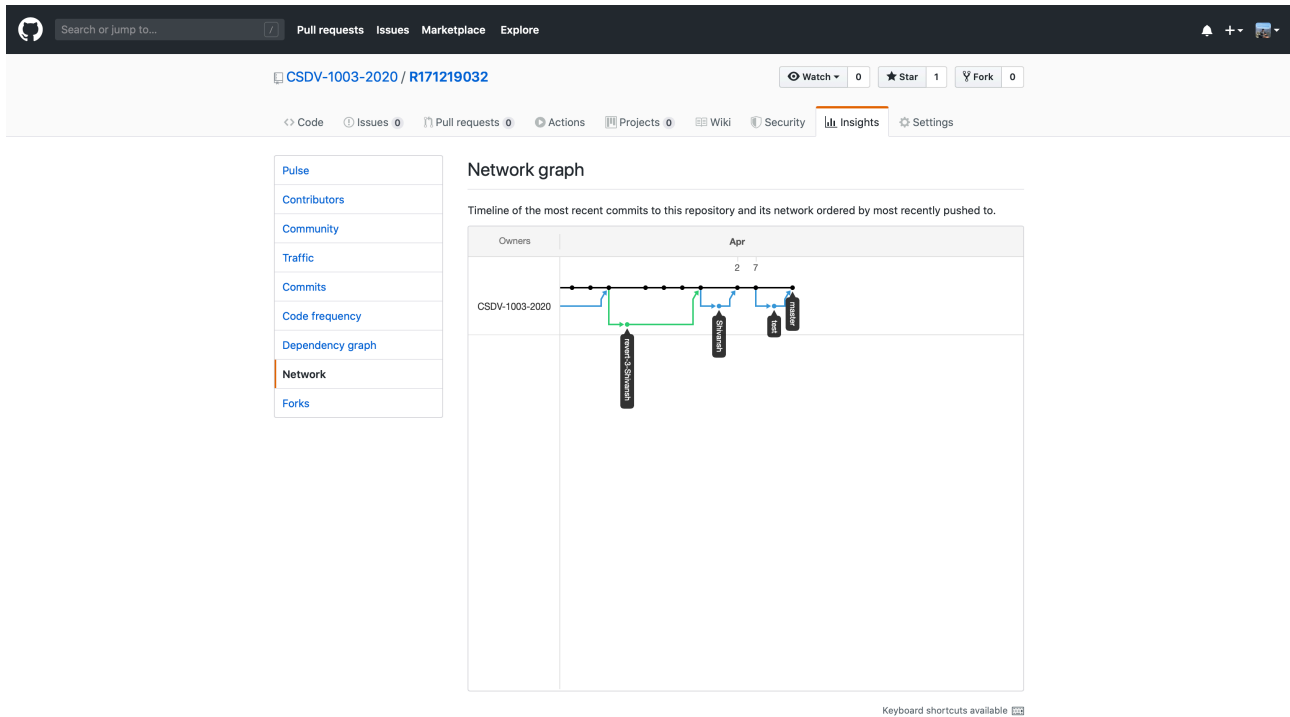 Search or jump to... /
Pull requests Issues Marketplace Explore
CSDV-1003-2020 / R171219032
Watch 0 Star 1 Fork 0
Code Issues 0 Pull requests 0 Actions Projects 0 Wiki Security Insights Settings
Pulse
Contributors
Community
Traffic
Commits
Code frequency
Dependency graph
Network
Forks
Network graph
Timeline of the most recent commits to this repository and its network ordered by most recently pushed to.
Owners
Apr
2 7
CSDV-1003-2020
revert-3-Shivansh
Shivansh
test
master
Keyboard shortcuts available